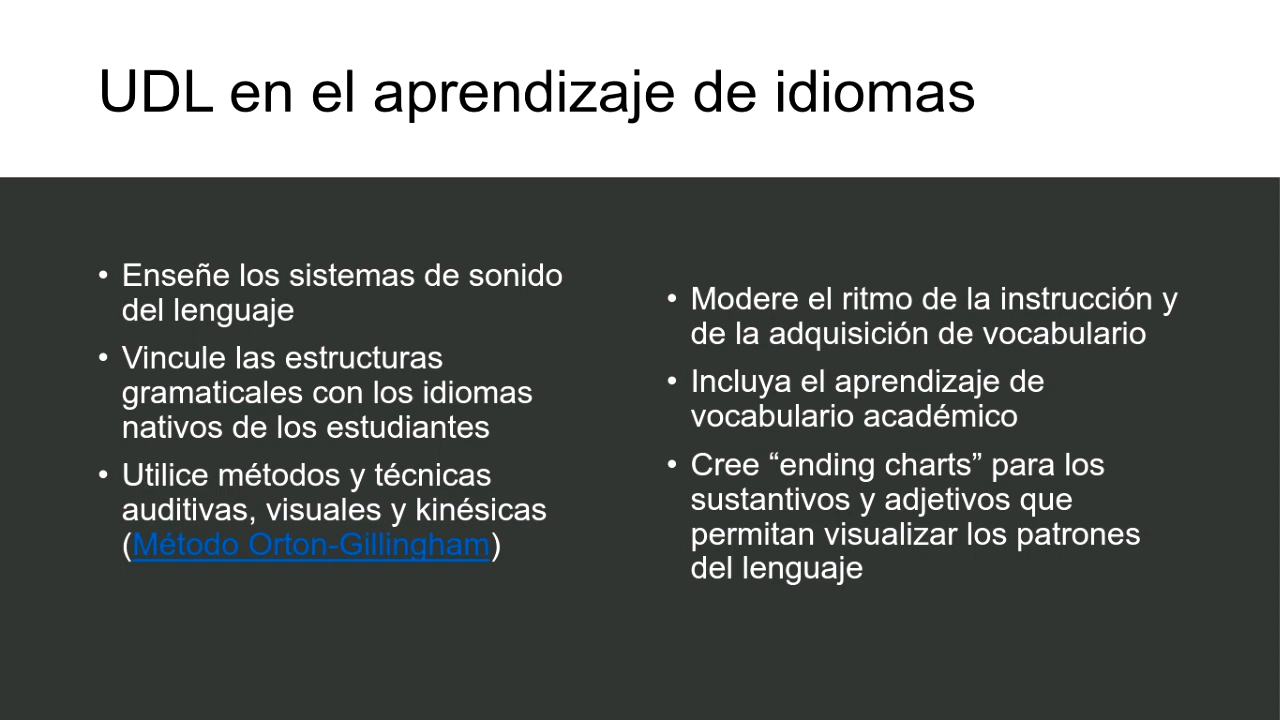 UDL en el aprendizaje de idiomas
• Enseñe los sistemas de sonido
del lenguaje
• Vincule las estructuras
gramaticales con los idiomas
nativos de los estudiantes
• Utilice métodos y técnicas
auditivas, visuales y kinésicas
(Método Orton-Gillingham)
• Modere el ritmo de la instrucción y
de la adquisición de vocabulario
• Incluya el aprendizaje de
vocabulario académico
• Cree “ending charts” para los
sustantivos y adjetivos que
permitan visualizar los patrones
del lenguaje